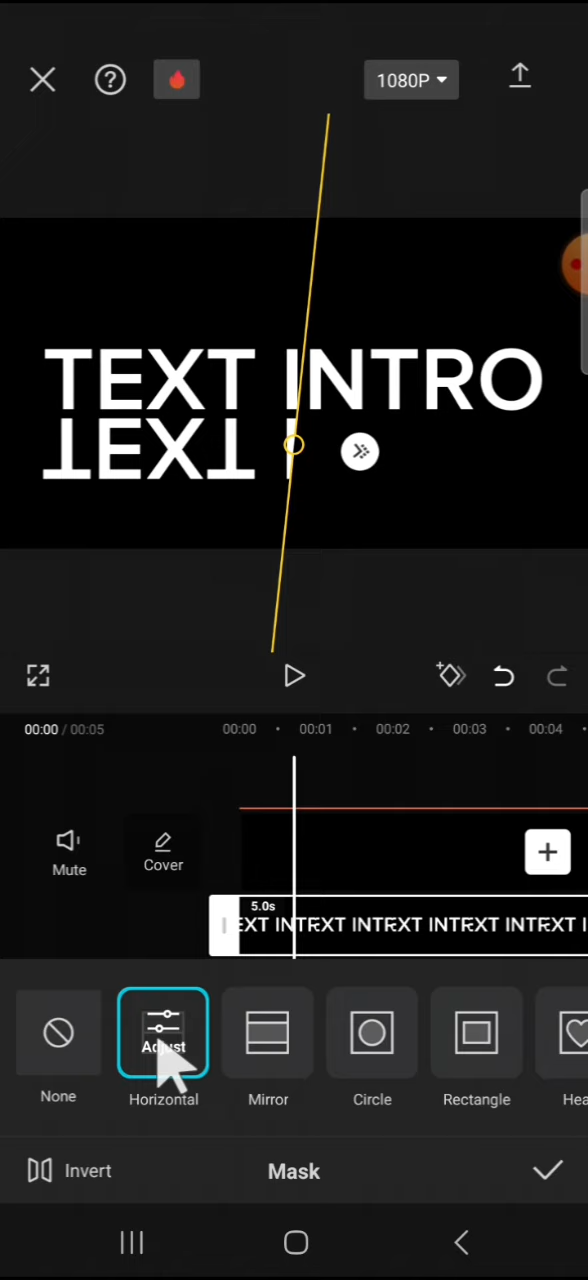 ?
1080P
TEXT INTRO
TEXT I
00:00 / 00:05
00:00 • 00:01 • 00:02 • 00:03 • 00:04 •
Mute
Cover
+
5.0s
EXT INTEXT INTEXT INTEXT INTEXT I
Adjust
None
Horizontal
Mirror
Circle
Rectangle
Hea
Invert
Mask